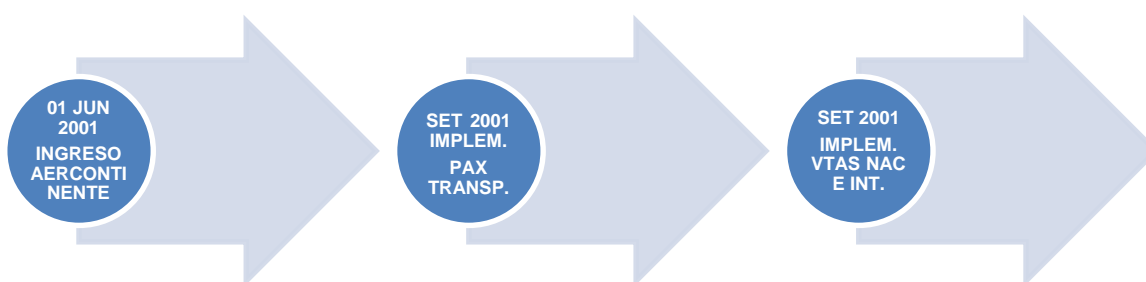 01 JUN
2001
INGRESO
AERCONTI
NENTE
SET 2001
IMPLEM.
PAX
TRANSP.
SET 2001
IMPLEM.
VTAS NAC
E INT.